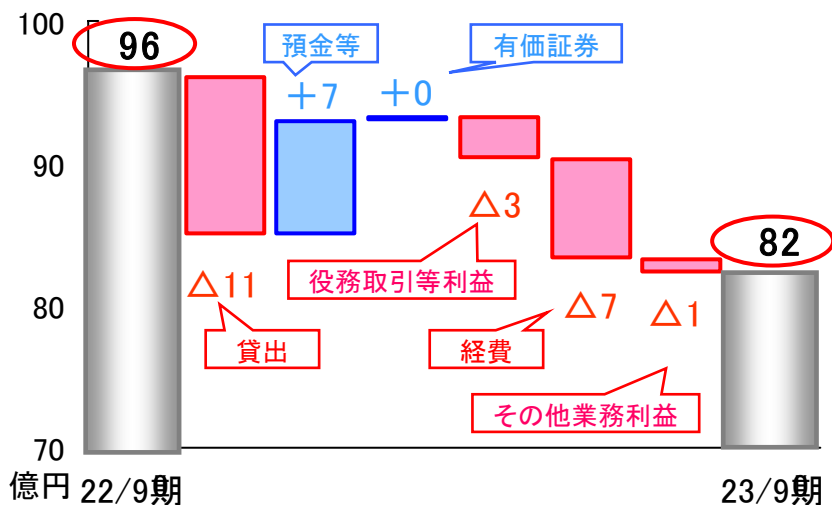 100
96
預金等
有価証券
＋7
＋0
90
△3
役務取引等利益
82
△11
80
△7
△1
貸出
経費
その他業務利益
70
億円
22/9期
23/9期